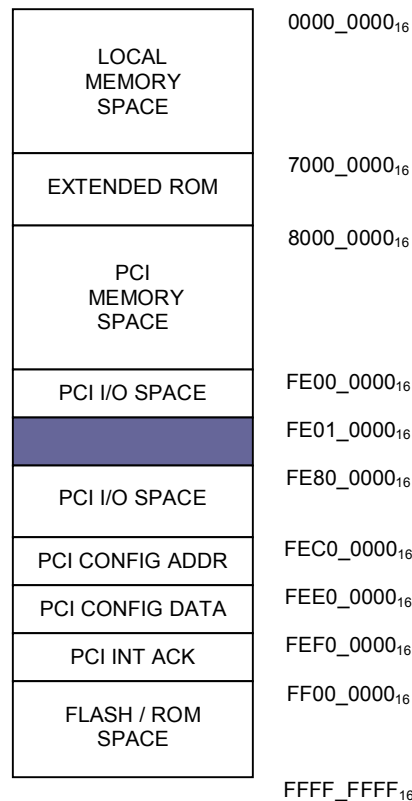 0000_0000₁₆
LOCAL
MEMORY
SPACE
7000_0000₁₆
EXTENDED ROM
8000_0000₁₆
PCI
MEMORY
SPACE
FE00_0000₁₆
PCI I/O SPACE
FE01_0000₁₆
FE80_0000₁₆
PCI I/O SPACE
FEC0_0000₁₆
PCI CONFIG ADDR
FEE0_0000₁₆
PCI CONFIG DATA
FEF0_0000₁₆
PCI INT ACK
FF00_0000₁₆
FLASH / ROM
SPACE
FFFF_FFFF₁₆